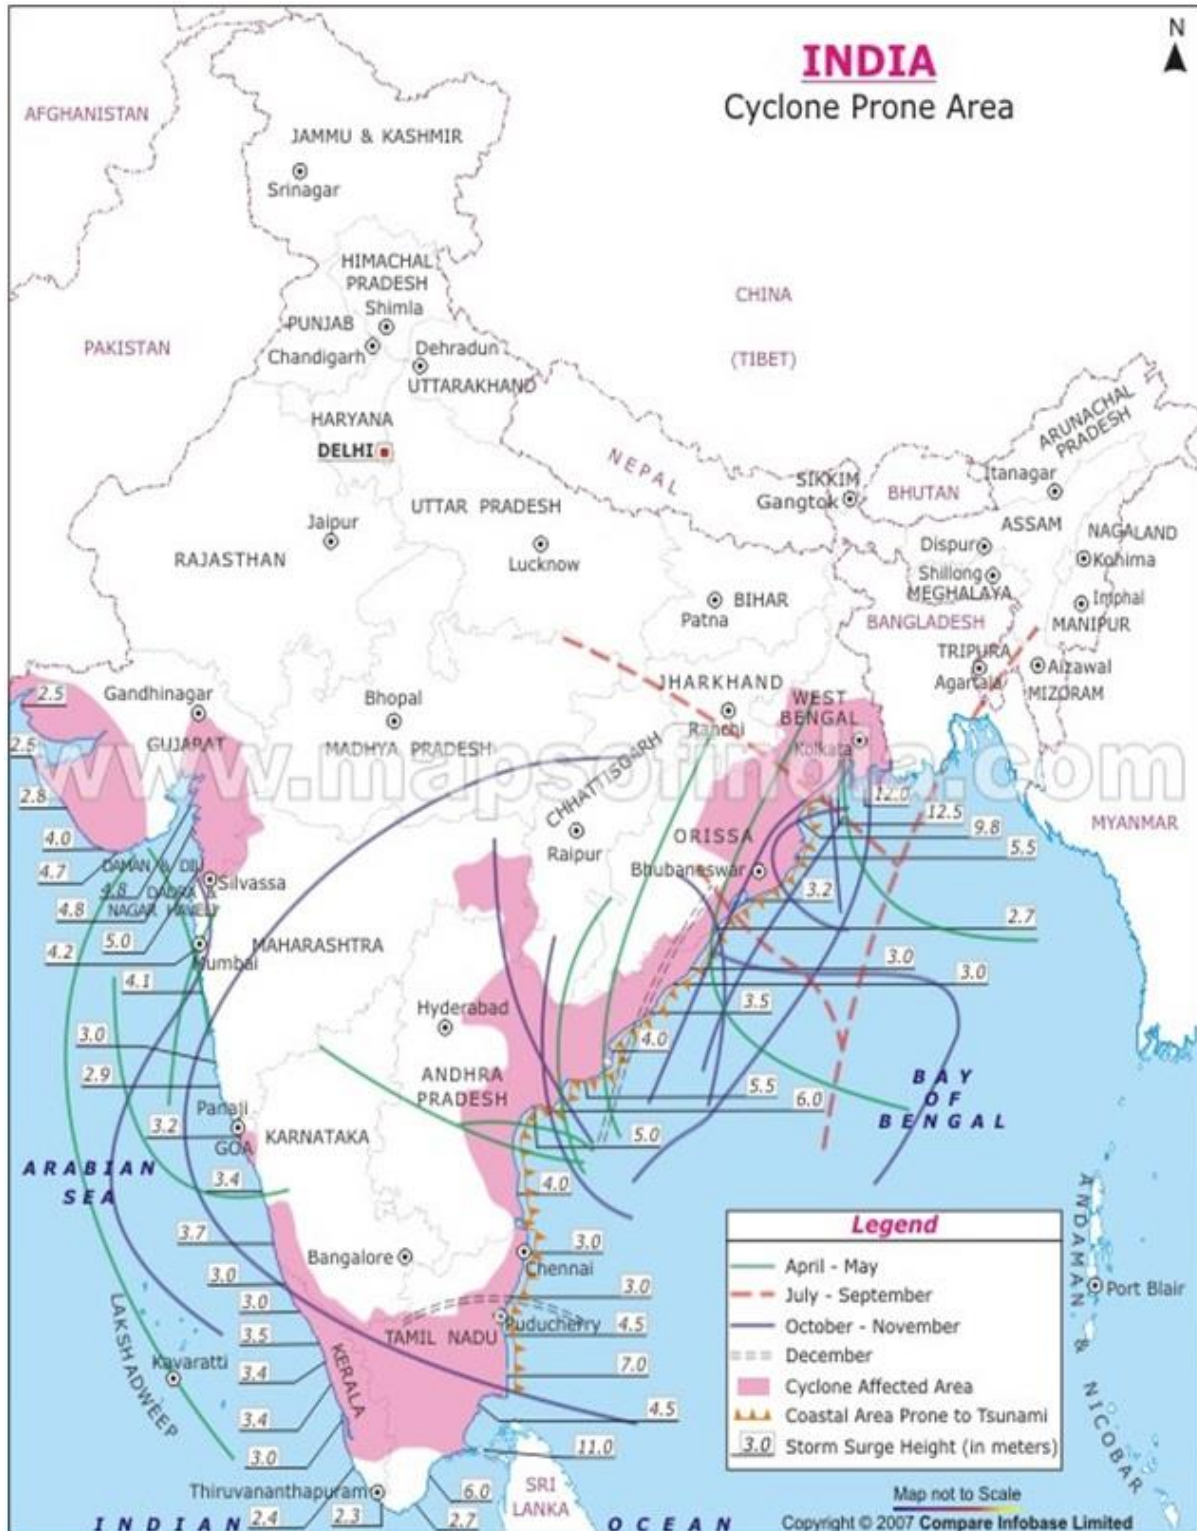 N
INDIA
Cyclone Prone Area
AFGHANISTAN
JAMMU & KASHMIR
Srinagar
HIMACHAL
PRADESH
Shimla
CHINA
PUNJAB
Chandigarh
PAKISTAN
Dehradun
(TIBET)
UTTARAKHAND
ARUNACHAL
PRADESH
HARYANA
DELHI
NEPAL
SIKKIM
Gangtok
BHUTAN
Itanagar
UTTAR PRADESH
Jaipur
ASSAM
NAGALAND
RAJASTHAN
Lucknow
Dispur
Kohima
Shillong
MEGHALAYA
BIHAR
Patna
Imphal
MANIPUR
BANGLADESH
TRIPURA
Agartala
Aizawal
MIZORAM
JHARKHAND
Ranchi
WEST
BENGAL
Kolkata
2.5
Gandhinagar
Bhopal
2.5
GUJARAT
MADHYA PRADESH
CHHATTISGARH
www.mapsofindia.com
2.8
12.0
12.5
9.8
MYANMAR
4.0
Raipur
ORISSA
5.5
4.7
DAMAN & DIU
Bhubaneswar
4.8
DADRA &
NAGAR HAVELI
Silvassa
3.2
4.8
2.7
5.0
4.2
Mumbai
MAHARASHTRA
3.0
3.0
4.1
3.5
Hyderabad
3.0
4.0
2.9
ANDHRA
PRADESH
5.5
BAY
OF
BENGAL
6.0
Panaji
3.2
GOA
KARNATAKA
5.0
ARABIAN
SEA
3.4
4.0
3.7
Bangalore
3.0
Chennai
3.0
3.0
3.0
Puducherry
4.5
3.5
TAMIL NADU
3.4
KERALA
7.0
LAKSHADWEEP
Kavaratti
3.4
4.5
3.0
11.0
Thiruvananthapuram
6.0
2.4
2.3
2.7
SRI
LANKA
INDIAN OCEAN
ANDAMAN & NICOBAR
Port Blair
Legend
April - May
July - September
October - November
December
Cyclone Affected Area
Coastal Area Prone to Tsunami
3.0 Storm Surge Height (in meters)
Map not to Scale
Copyright © 2007 Compare Infobase Limited